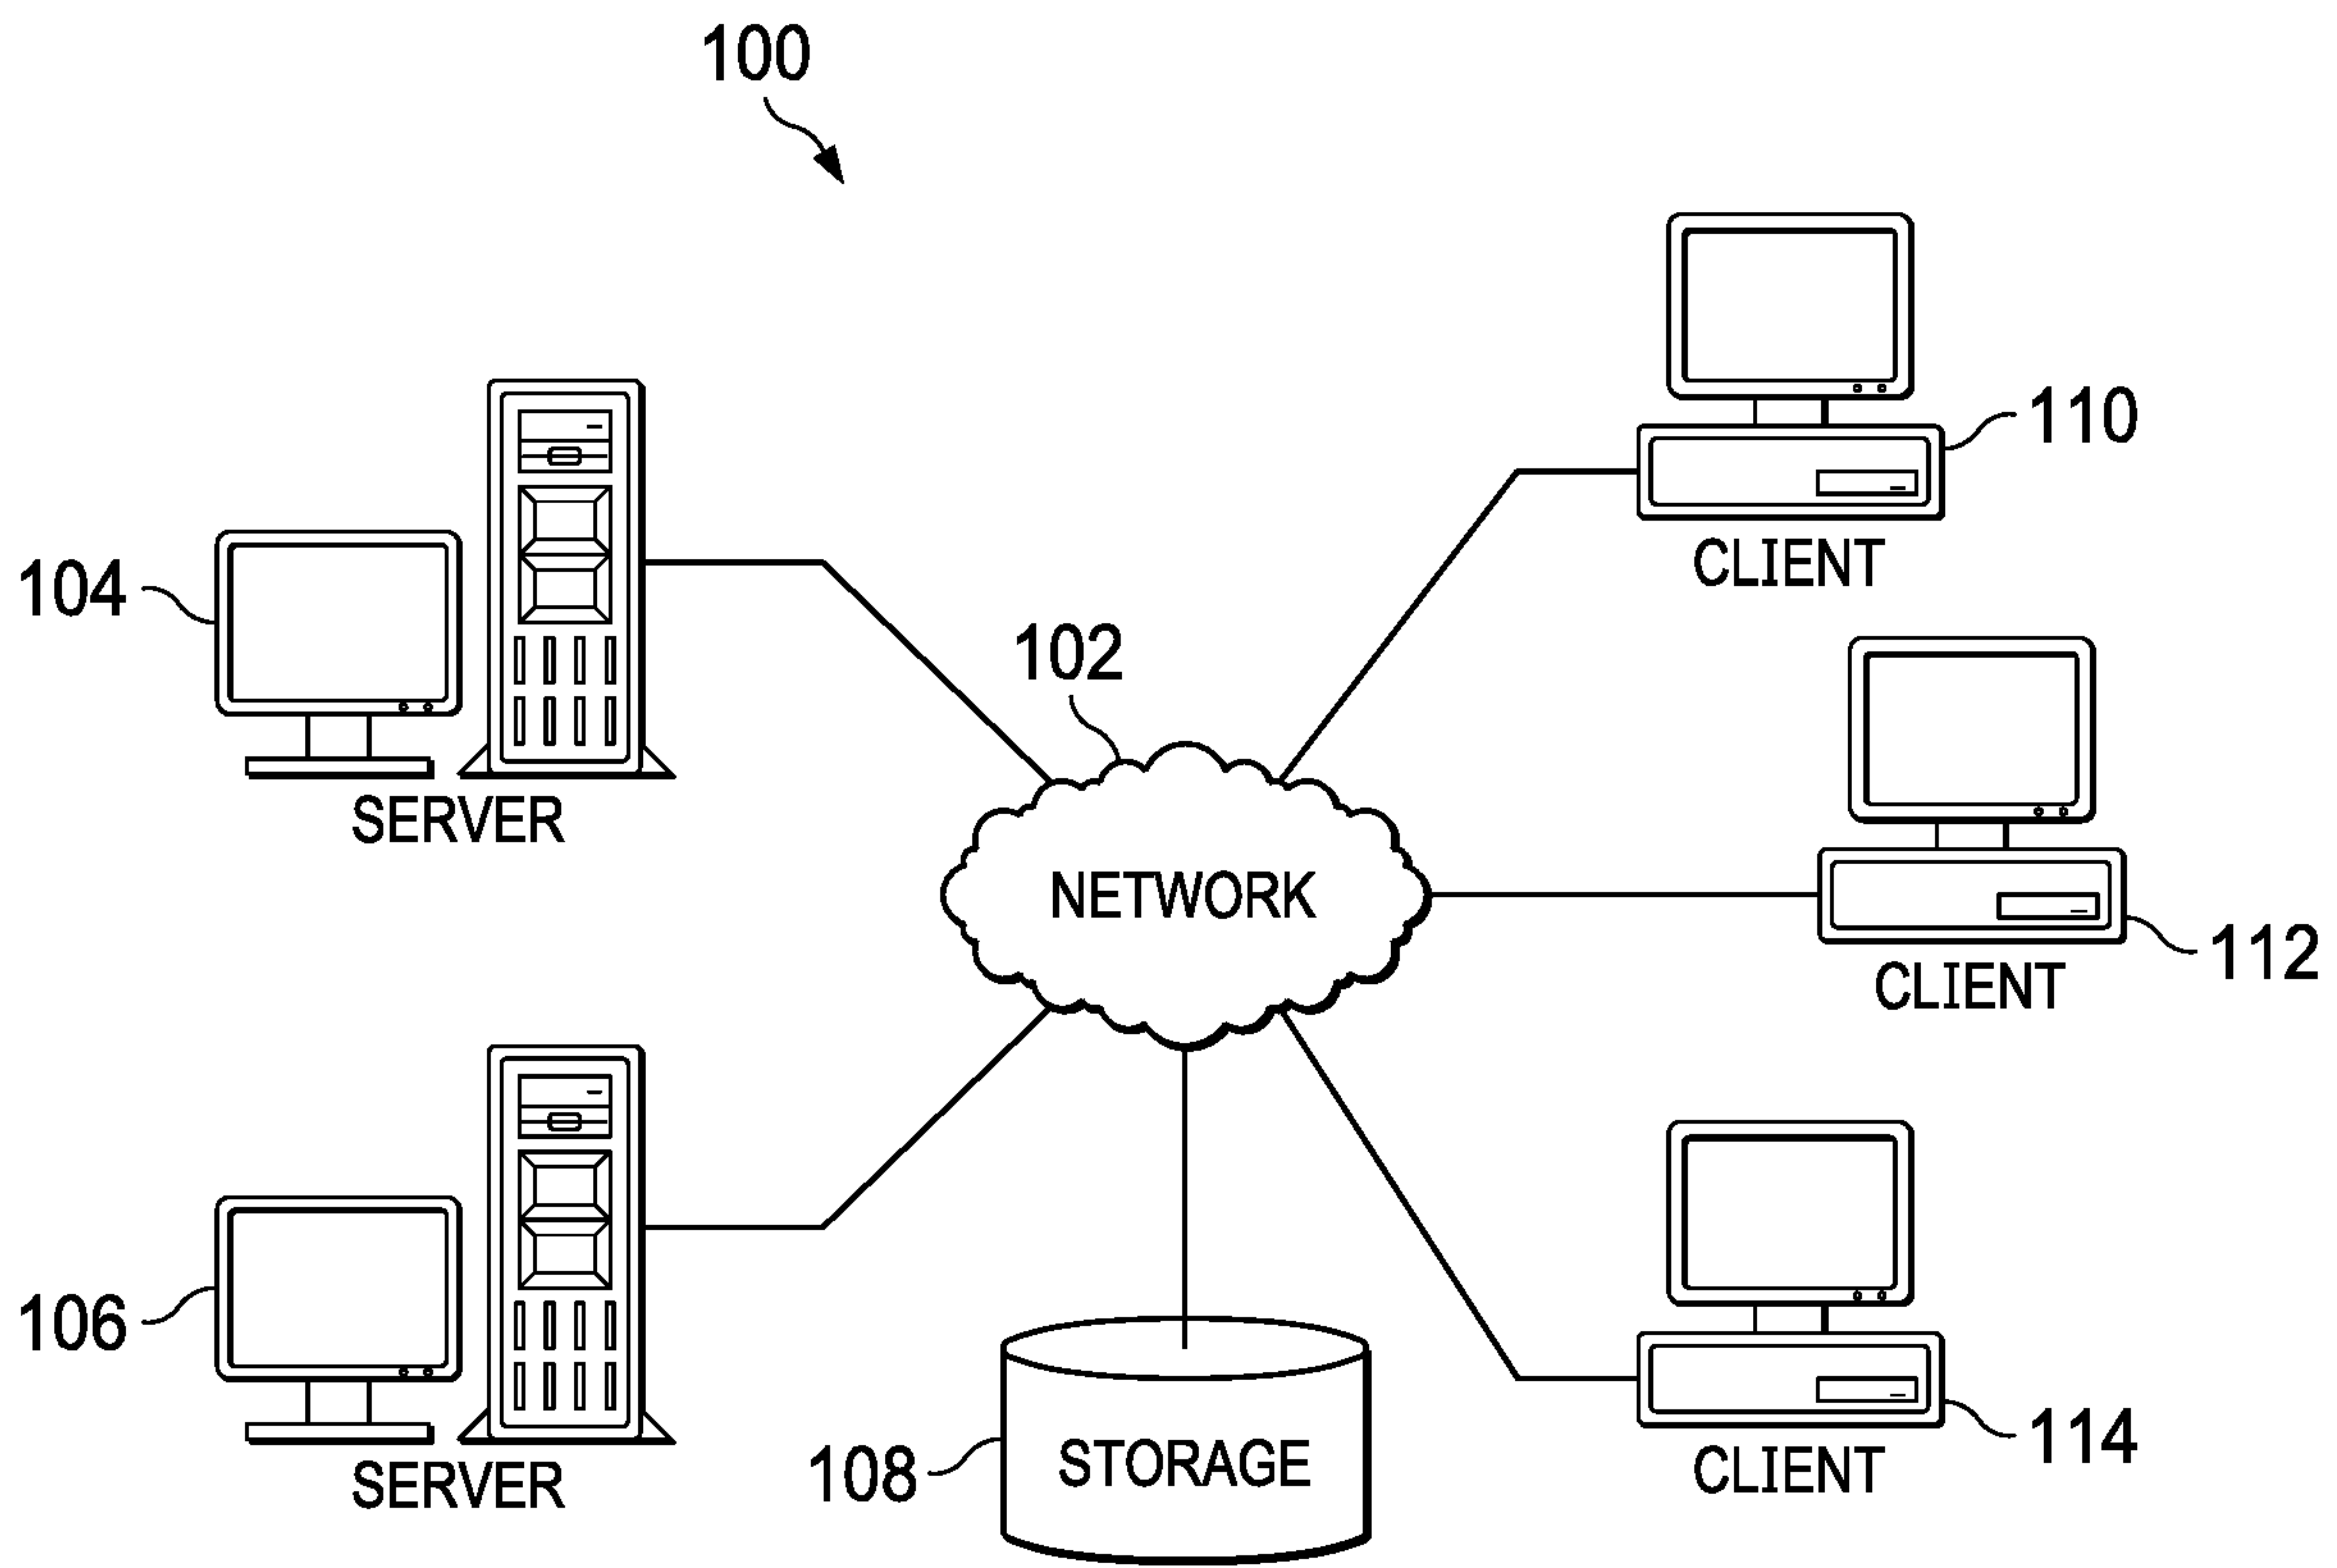 100
110
CLIENT
104
SERVER
102
NETWORK
112
CLIENT
106
SERVER
108
STORAGE
114
CLIENT